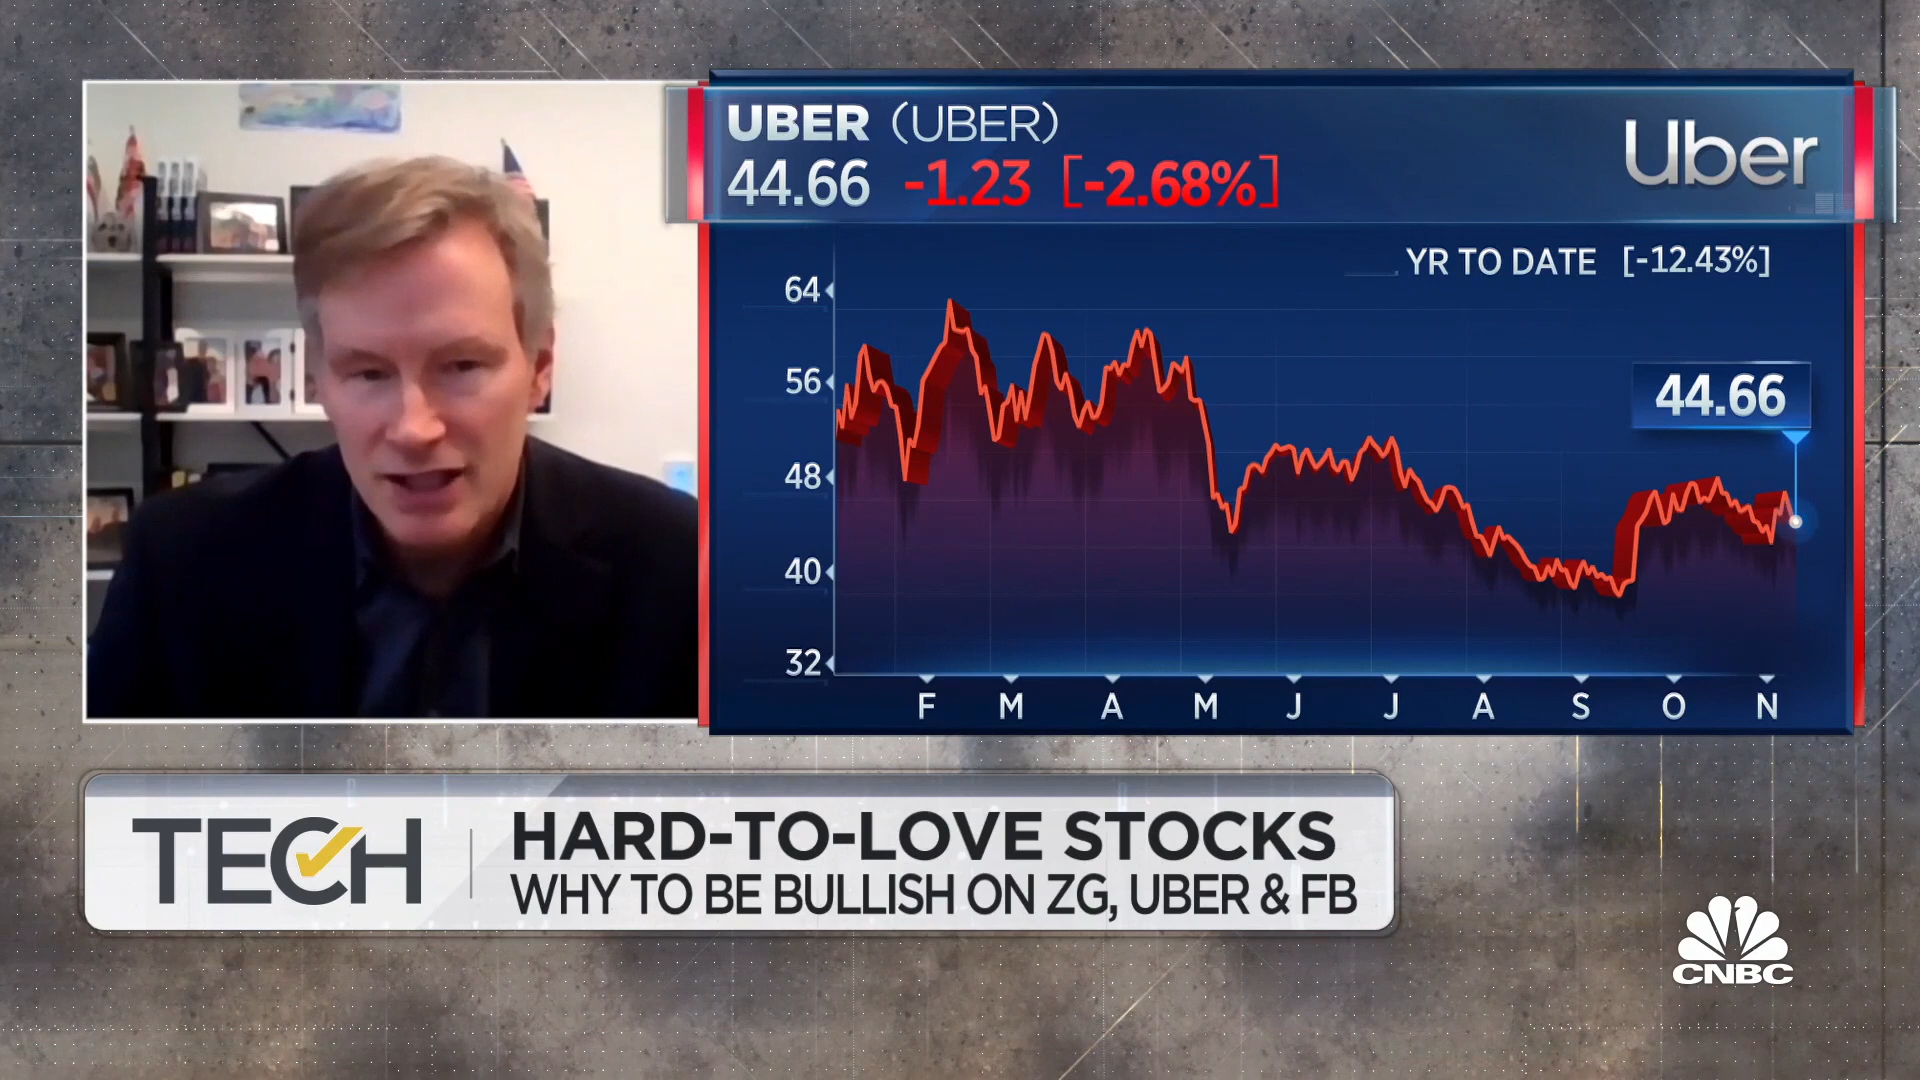 UBER (UBER)
44.66 -1.23 [-2.68%]
Uber
YR TO DATE [-12.43%]
64
56
48
40
32
44.66
F M A M J J A S O N
TECH
HARD-TO-LOVE STOCKS
WHY TO BE BULLISH ON ZG, UBER & FB
CNBC